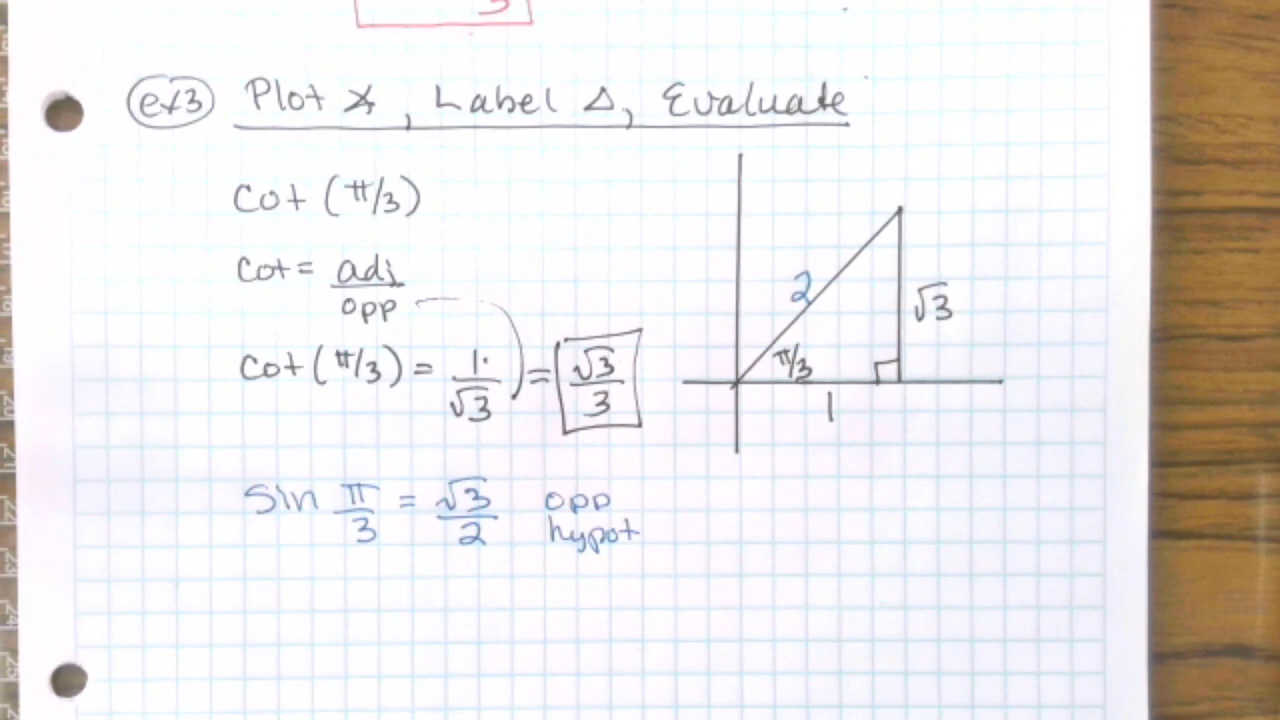 3
ex3 Plot ∡, Label △, Evaluate
cot (π/3)
cot = adj/opp
cot (π/3) = 1/√3 = √3/3
2
√3
π/3
1
sin π/3 = √3/2 opp
hypot